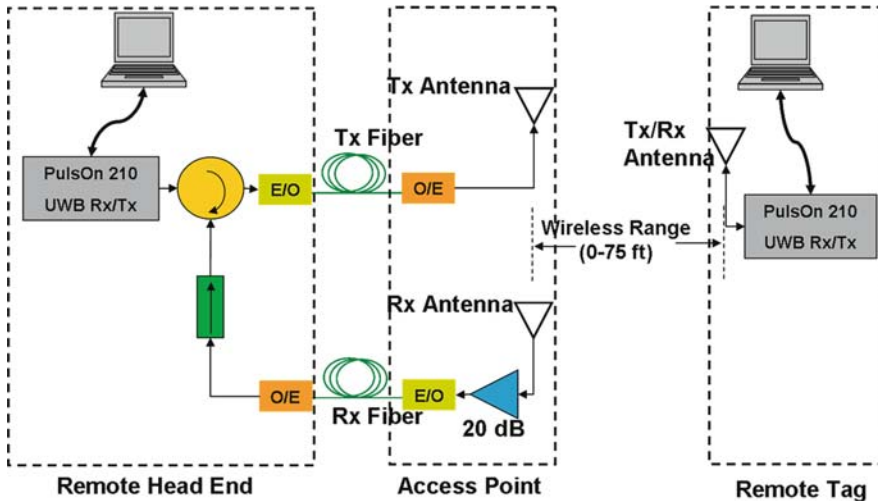 Tx Antenna
Tx Fiber
Tx/Rx
Antenna
PulsOn 210
UWB Rx/Tx
E/O
O/E
PulsOn 210
UWB Rx/Tx
Wireless Range
(0-75 ft)
Rx Antenna
O/E
Rx Fiber
E/O
20 dB
Remote Head End
Access Point
Remote Tag